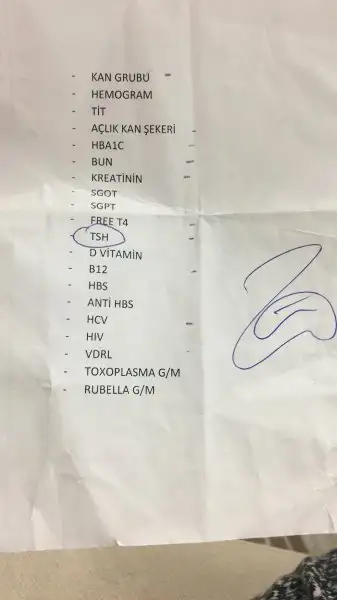 - KAN GRUBU -
- HEMOGRAM
- TİT
- AÇLIK KAN ŞEKERİ -
- HBA1C -
- BUN -
- KREATİNİN -
- SGOT
- SGPT
- FREE T4 -
- TSH -
- D VİTAMİN
- B12 -
- HBS
- ANTİ HBS
- HCV -
- HIV
- VDRL -
- TOXOPLASMA G/M
- RUBELLA G/M